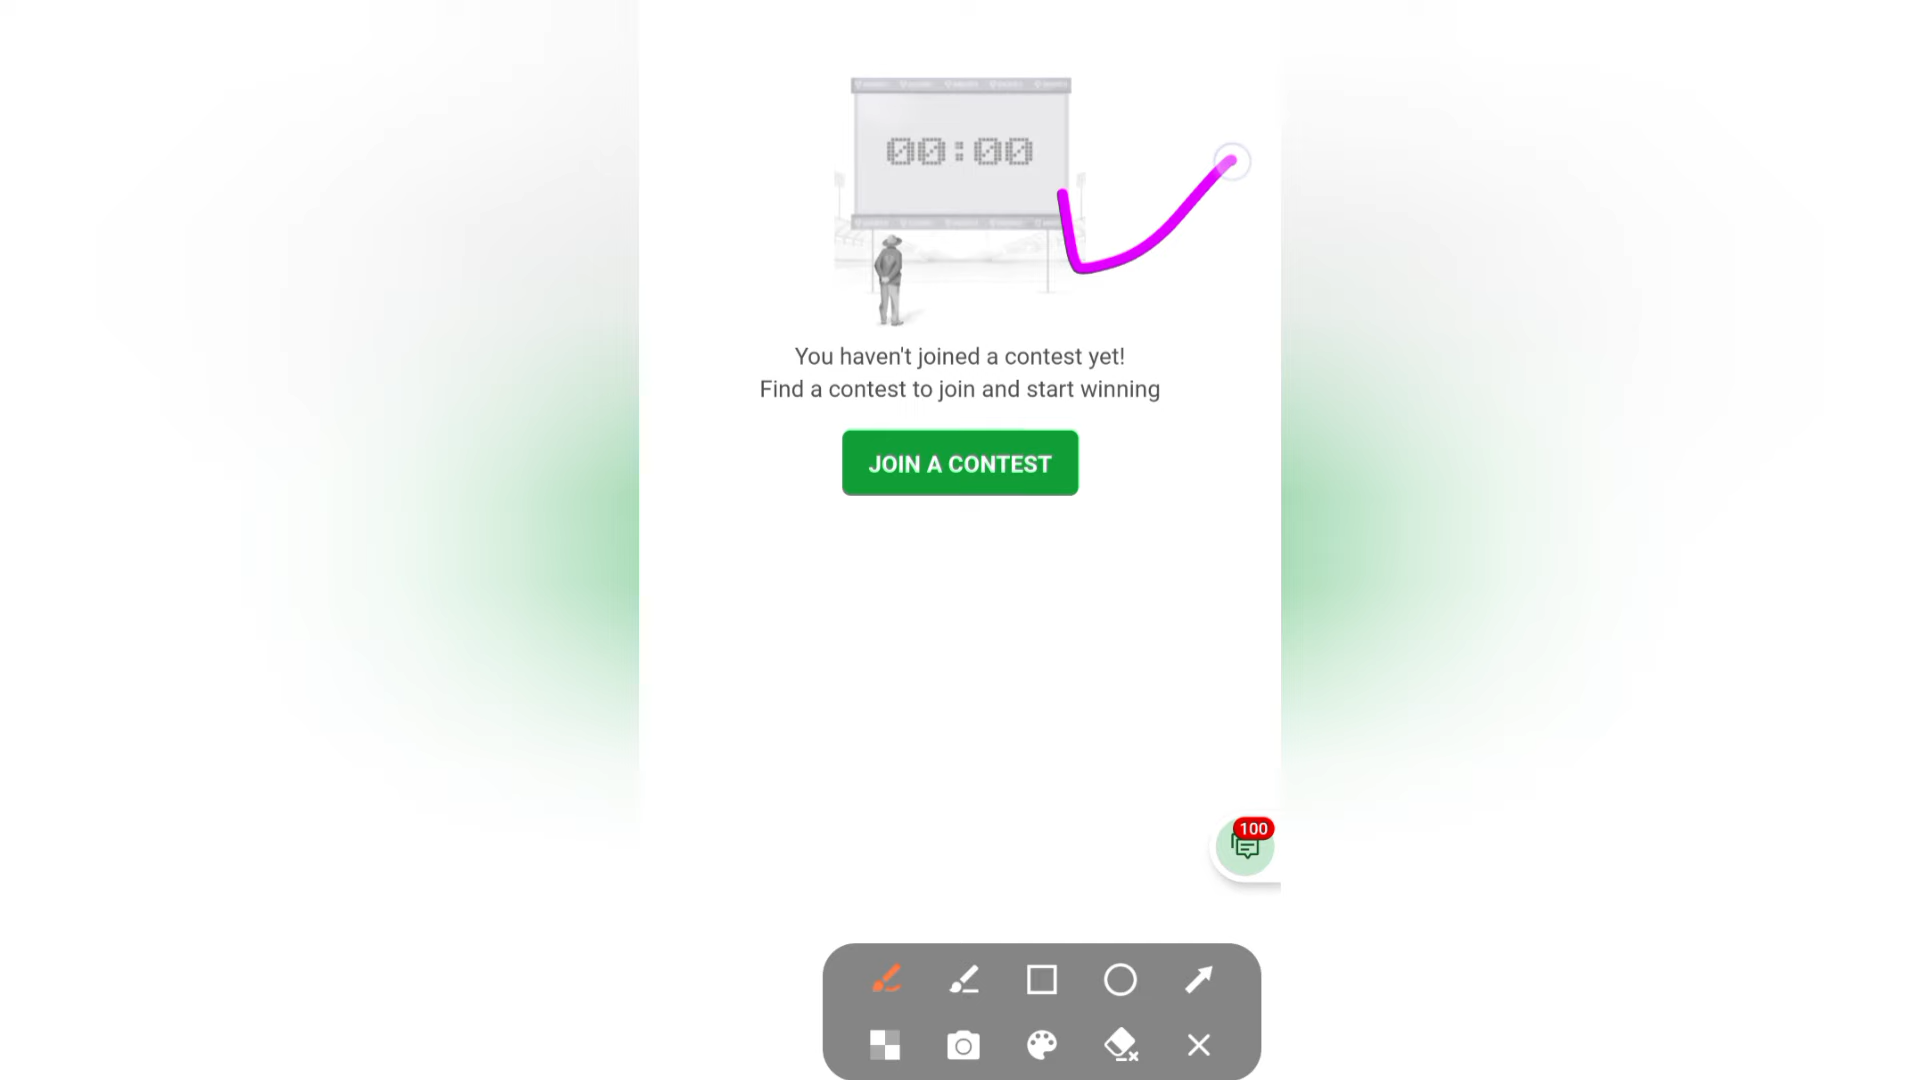 00:00
You haven't joined a contest yet!
Find a contest to join and start winning
JOIN A CONTEST
100